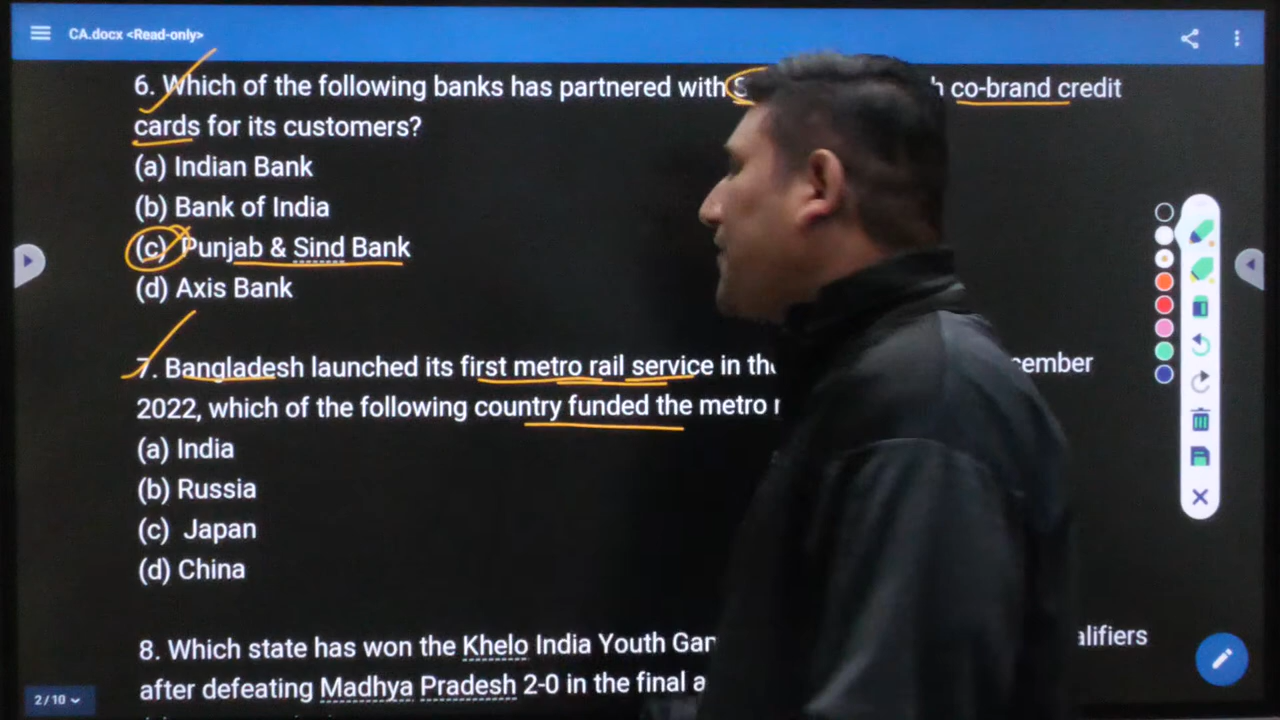 CA.docx <Read-only>
6. Which of the following banks has partnered with S co-brand credit
cards for its customers?
(a) Indian Bank
(b) Bank of India
(c) Punjab & Sind Bank
(d) Axis Bank
7. Bangladesh launched its first metro rail service in the
2022, which of the following country funded the metro
(a) India
(b) Russia
(c) Japan
(d) China
8. Which state has won the Khelo India Youth
after defeating Madhya Pradesh 2-0 in the final
2/10